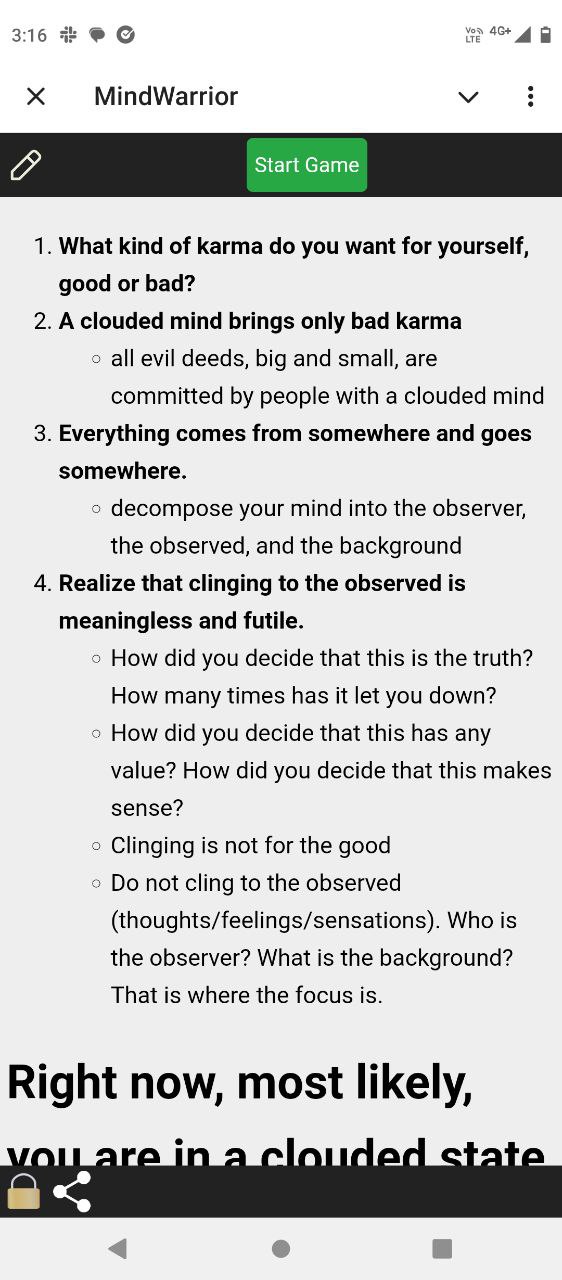 3:16 Vo LTE 4G+
MindWarrior
Start Game
1. What kind of karma do you want for yourself,
good or bad?
2. A clouded mind brings only bad karma
all evil deeds, big and small, are
committed by people with a clouded mind
3. Everything comes from somewhere and goes
somewhere.
decompose your mind into the observer,
the observed, and the background
4. Realize that clinging to the observed is
meaningless and futile.
How did you decide that this is the truth?
How many times has it let you down?
How did you decide that this has any
value? How did you decide that this makes
sense?
Clinging is not for the good
Do not cling to the observed
(thoughts/feelings/sensations). Who is
the observer? What is the background?
That is where the focus is.
Right now, most likely,
you are in a clouded state